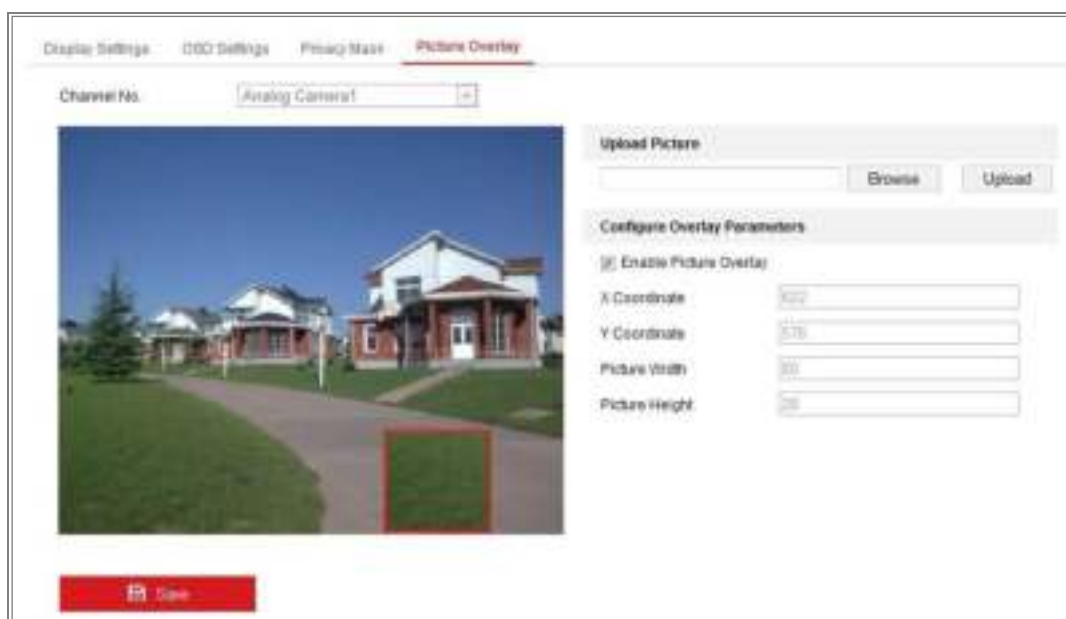 Display Settings OSD Settings Privacy Mask Picture Overlay
Channel No. Analog Camera1
Upload Picture
Browse Upload
Configure Overlay Parameters
Enable Picture Overlay
X Coordinate
Y Coordinate 576
Picture Width
Picture Height
Save